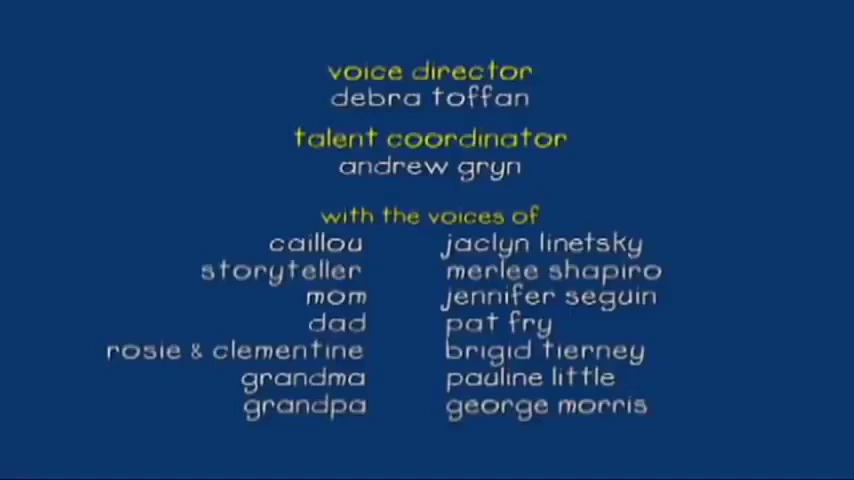 voice director
debra toffan
talent coordinator
andrew gryn
with the voices of
caillou jaclyn linetsky
storyteller merlee shapiro
mom jennifer seguin
dad pat fry
rosie & clementine brigid tierney
grandma pauline little
grandpa george morris